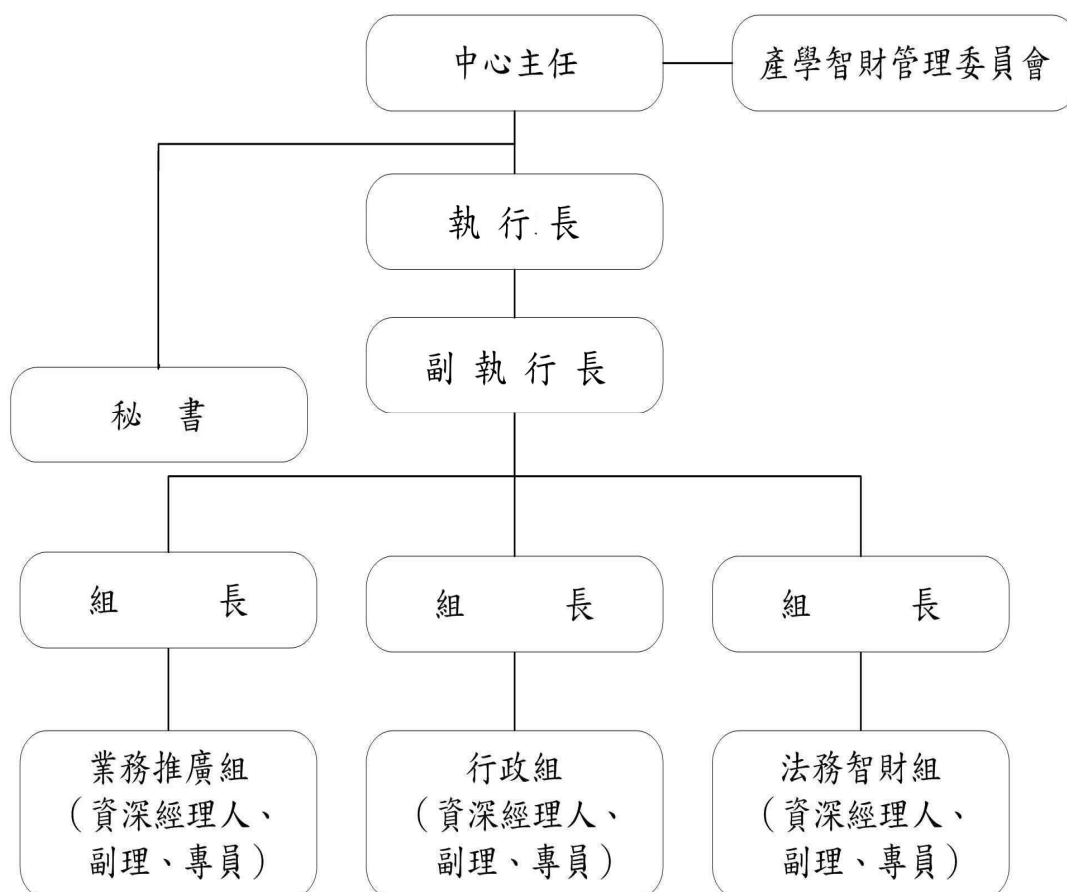 中心主任
產學智財管理委員會
執行長
副執行長
秘書
組長
組長
組長
業務推廣組
（資深經理人、
副理、專員）
行政組
（資深經理人、
副理、專員）
法務智財組
（資深經理人、
副理、專員）